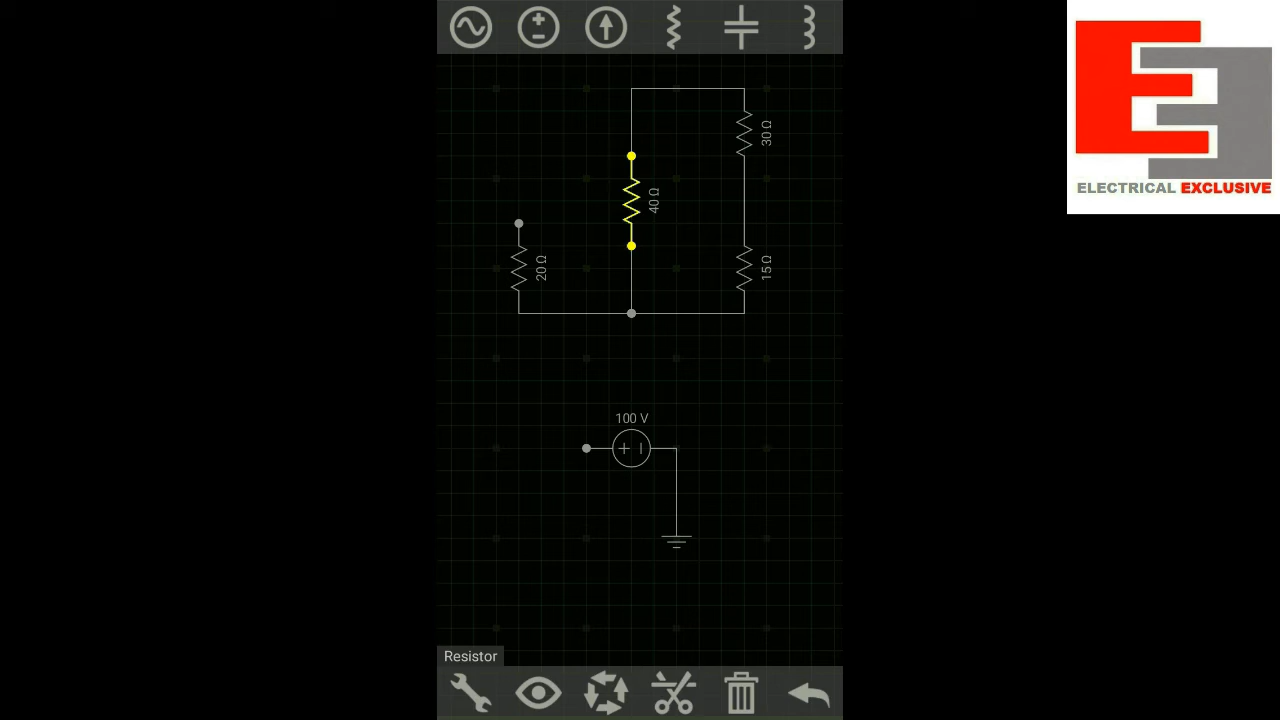 30 Ω
40 Ω
20 Ω
15 Ω
100 V
Resistor
ELECTRICAL EXCLUSIVE